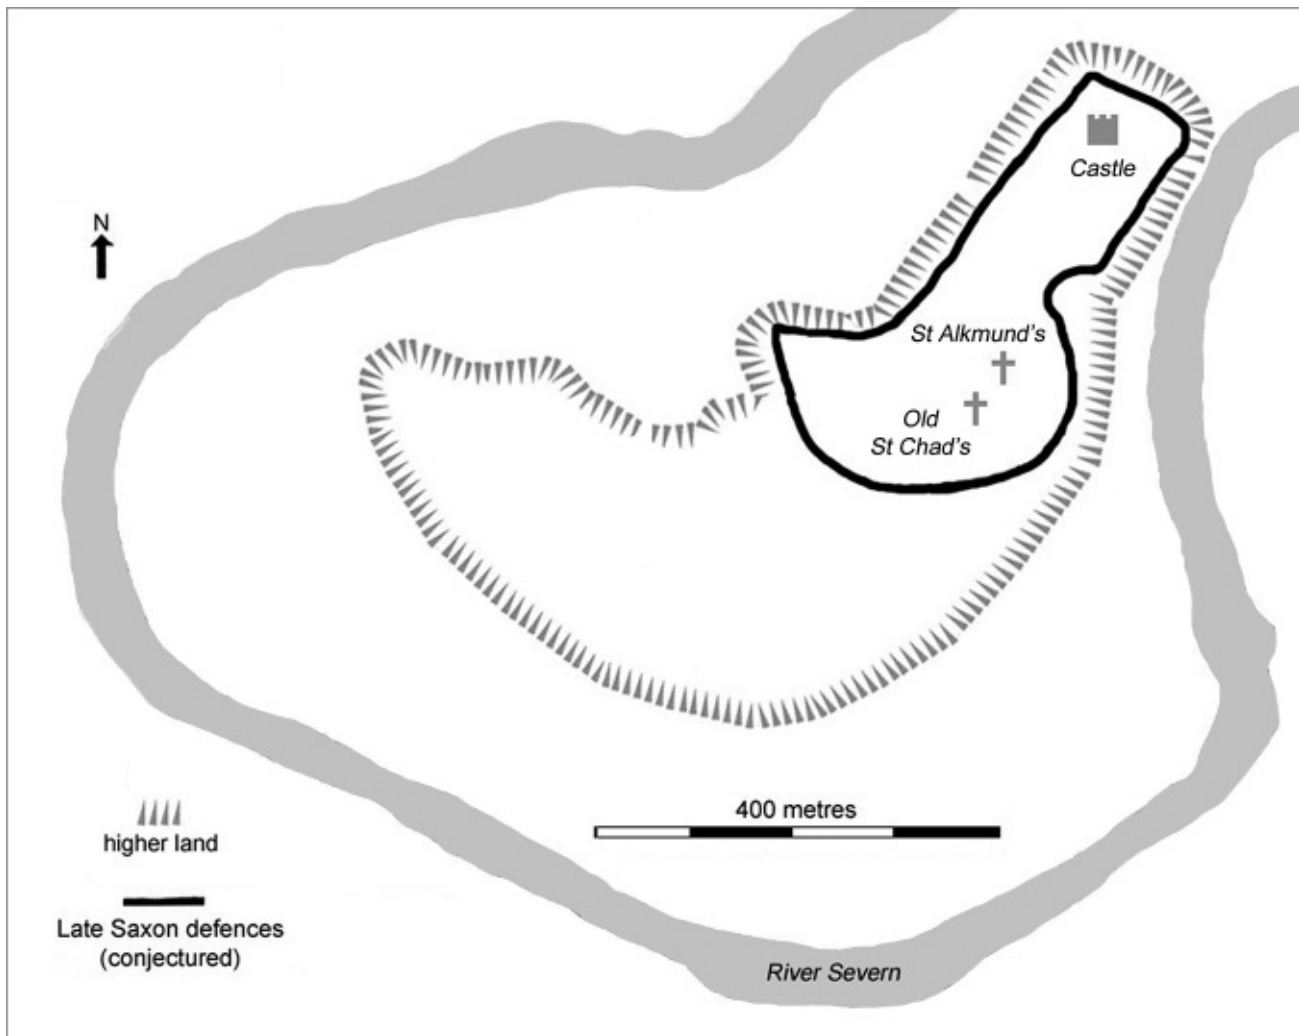 Castle
N
St Alkmund's
Old
St Chad's
400 metres
higher land
Late Saxon defences
(conjectured)
River Severn